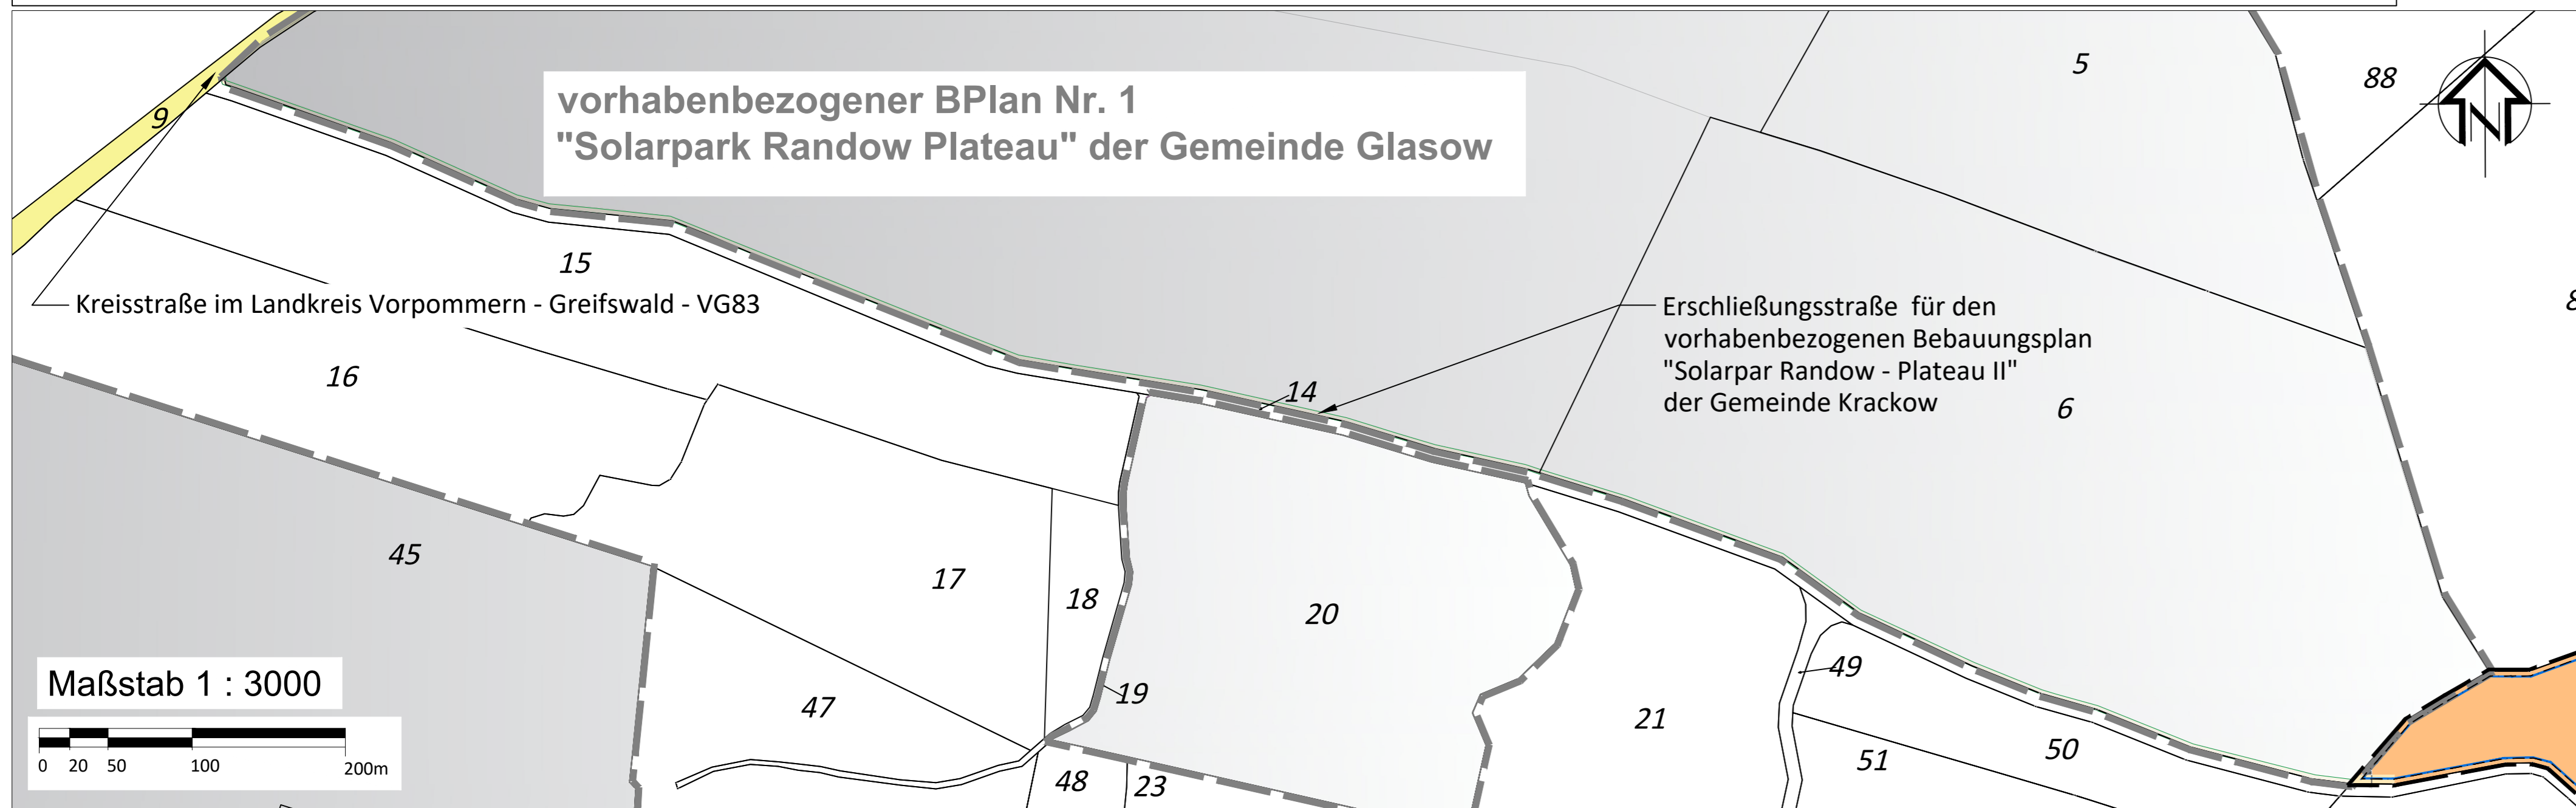 5
88
N
vorhabenbezogener BPlan Nr. 1
"Solarpark Randow Plateau" der Gemeinde Glasow
9
15
Kreisstraße im Landkreis Vorpommern - Greifswald - VG83
Erschließungsstraße für den
vorhabenbezogenen Bebauungsplan
"Solarpar Randow - Plateau II"
der Gemeinde Krackow
16
14
6
45
17
18
20
49
19
47
21
50
51
48
23
Maßstab 1 : 3000
0 20 50 100 200m